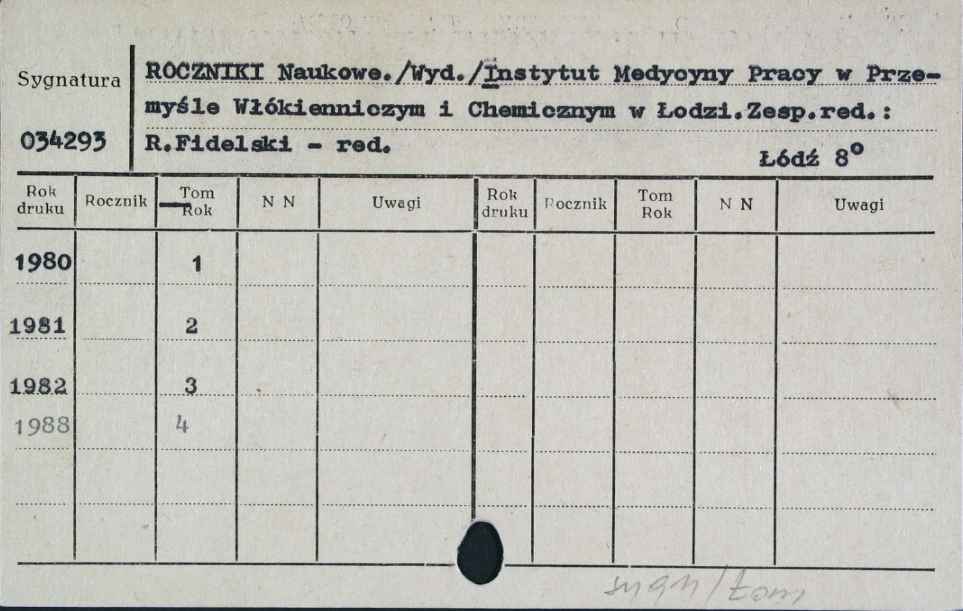 Sygnatura
034293
ROCZNIKI Naukowe./Wyd./Instytut Medycyny Pracy w Prze-
myśle Włókienniczym i Chemicznym w Łodzi.Zesp.red.:
R.Fidelski - red.
Łódź 8°
Rok druku Rocznik Tom Rok N N Uwagi Rok druku Rocznik Tom Rok N N Uwagi
1980 1
1981 2
1982 3
1988 4